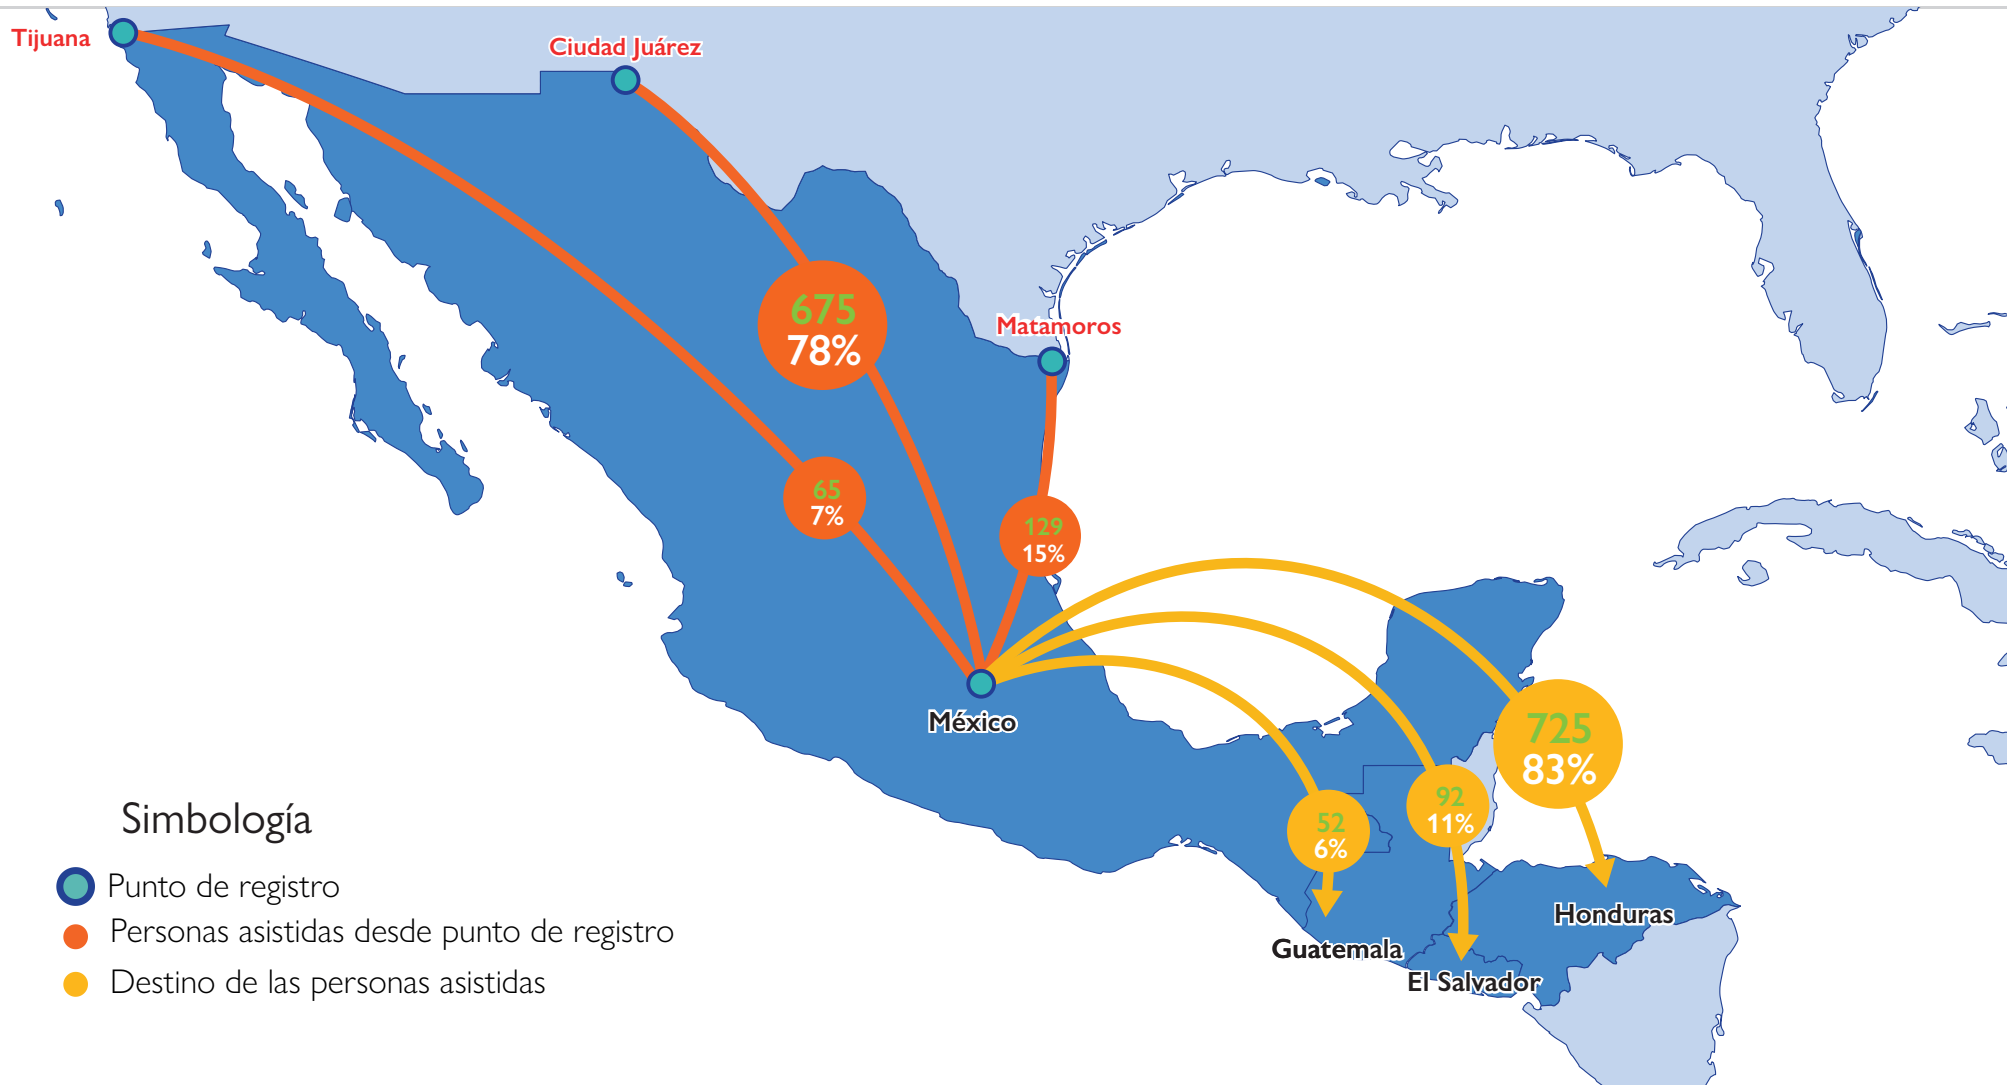 Tijuana
Ciudad Juárez
675
78%
Matamoros
65
7%
129
15%
México
725
83%
92
11%
52
6%
Honduras
Guatemala
El Salvador
Simbología
Punto de registro
Personas asistidas desde punto de registro
Destino de las personas asistidas